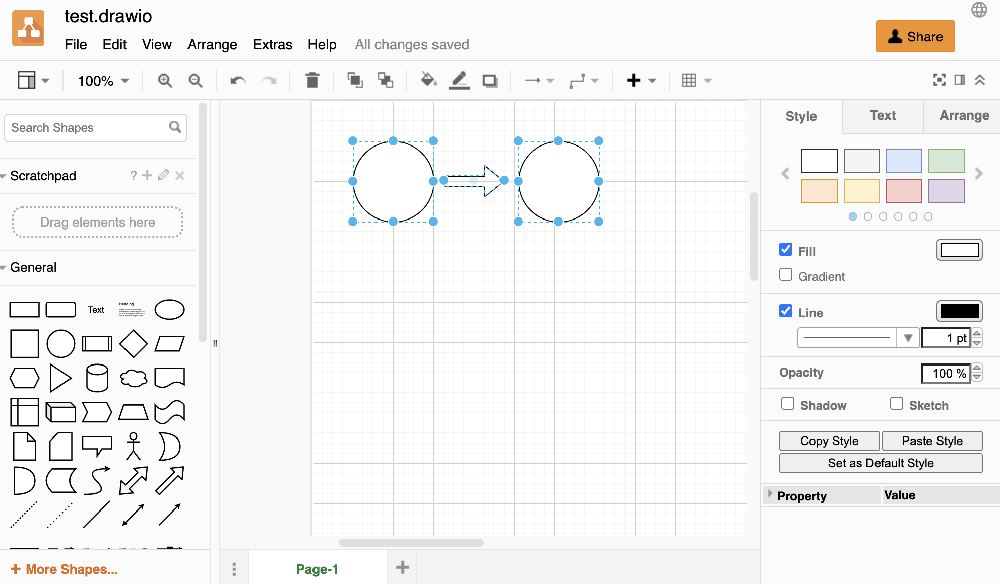 test.drawio
File Edit View Arrange Extras Help All changes saved
Share
100%
Search Shapes
Scratchpad ?
Drag elements here
General
Text
Heading
More Shapes...
Page-1
Style Text Arrange
Fill
Gradient
Line
1 pt
Opacity 100 %
Shadow Sketch
Copy Style Paste Style
Set as Default Style
Property Value